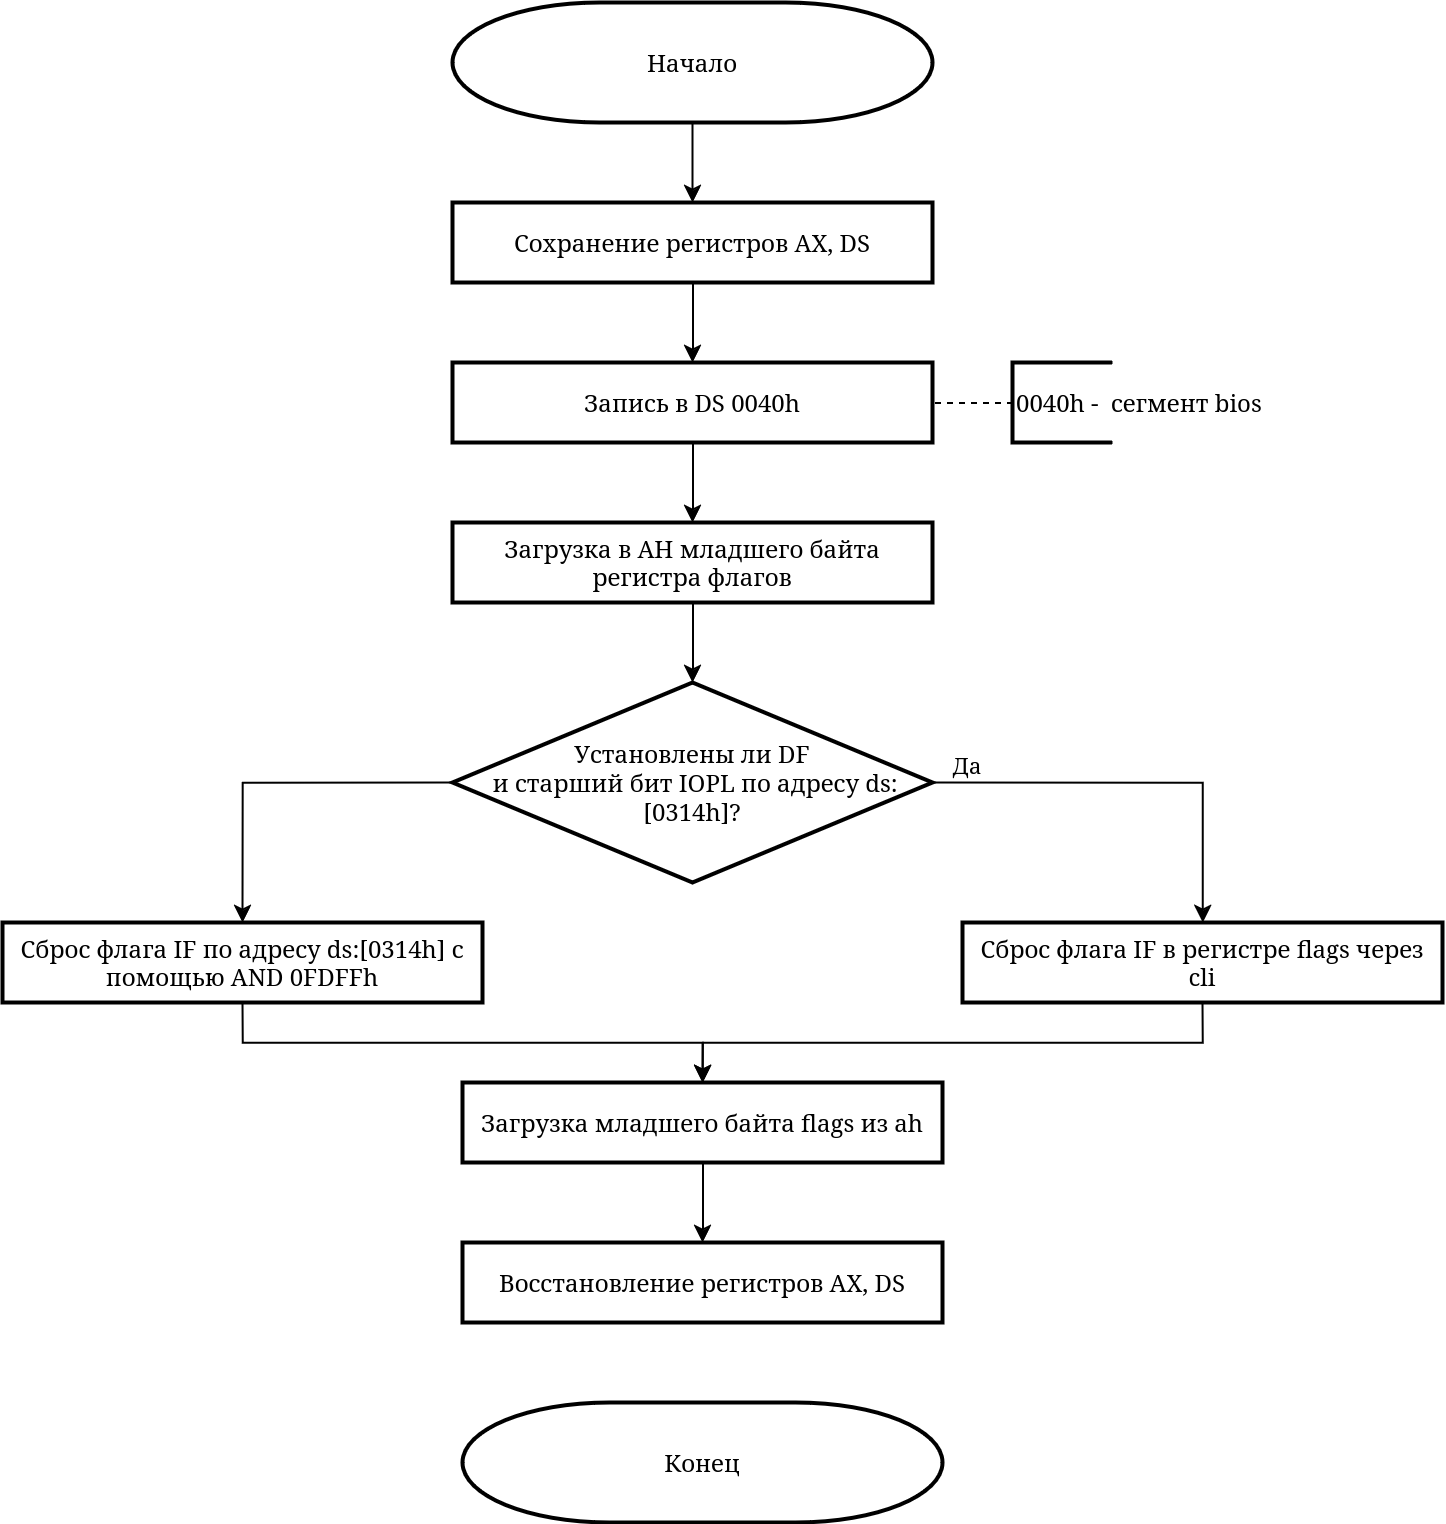 Начало
Сохранение регистров AX, DS
Запись в DS 0040h
0040h -  сегмент bios
Загрузка в AH младшего байта
регистра флагов
Установлены ли DF
и старший бит IOPL по адресу ds:
[0314h]?
Да
Сброс флага IF по адресу ds:[0314h] с
помощью AND 0FDFFh
Сброс флага IF в регистре flags через
cli
Загрузка младшего байта flags из ah
Восстановление регистров AX, DS
Конец